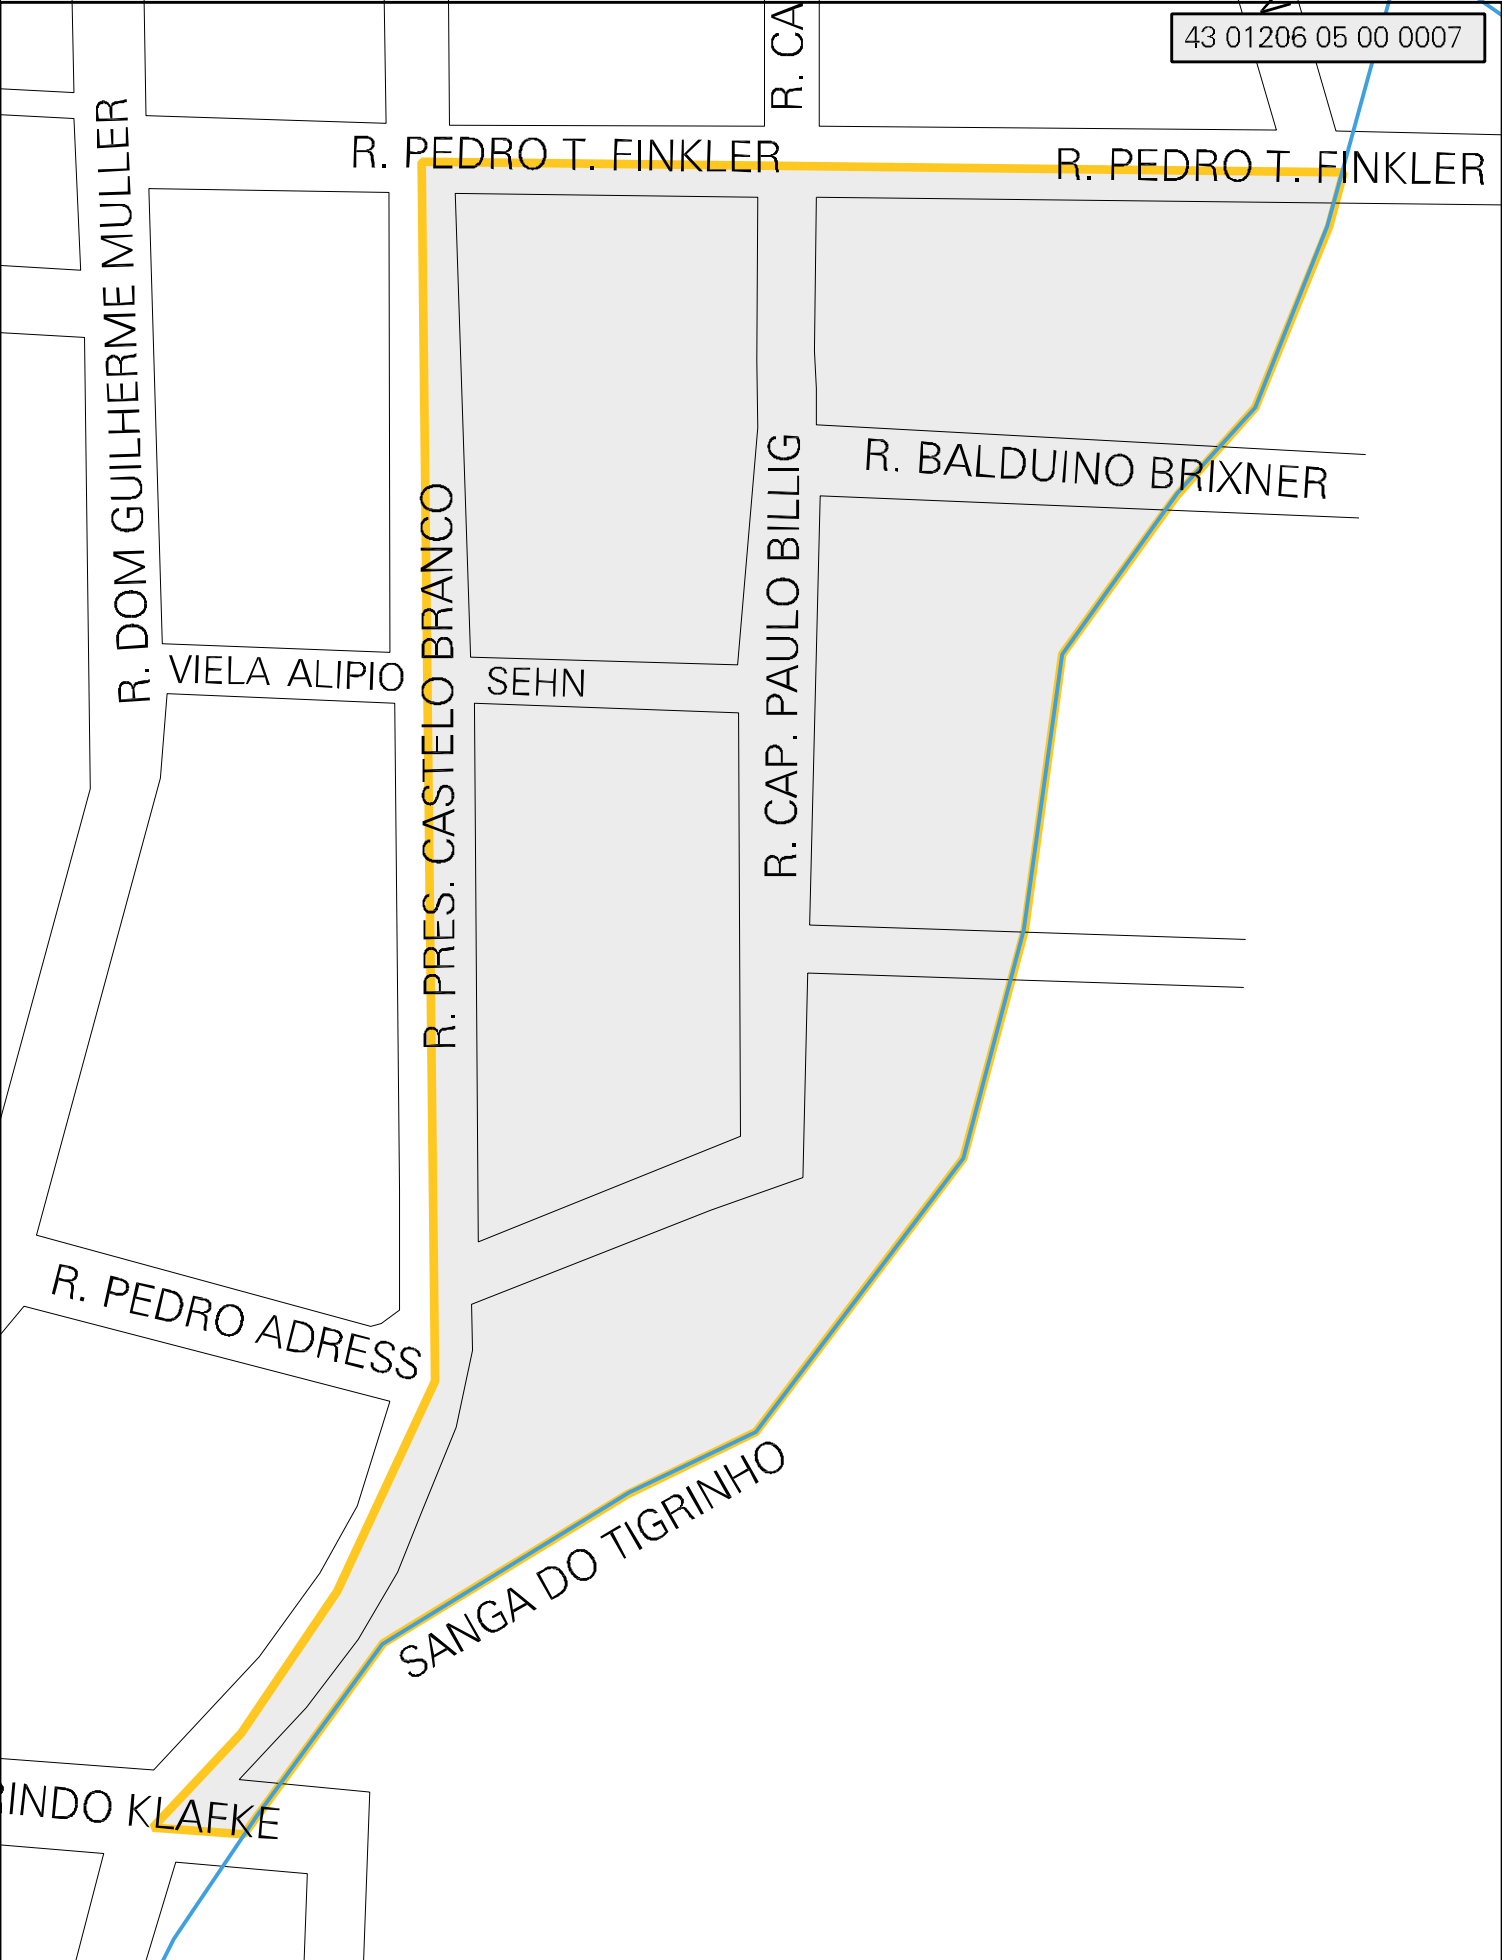 43 01206 05 00 0007
R. CA
R. DOM GUILHERME MULLER
R. PEDRO T. FINKLER
R. PEDRO T. FINKLER
R. BALDUINO BRIXNER
R. PRES. CASTELO BRANCO
R. CAP. PAULO BILLIG
VIELA ALIPIO SEHN
R. PEDRO ADRESS
SANGA DO TIGRINHO
RINDO KLAFKE